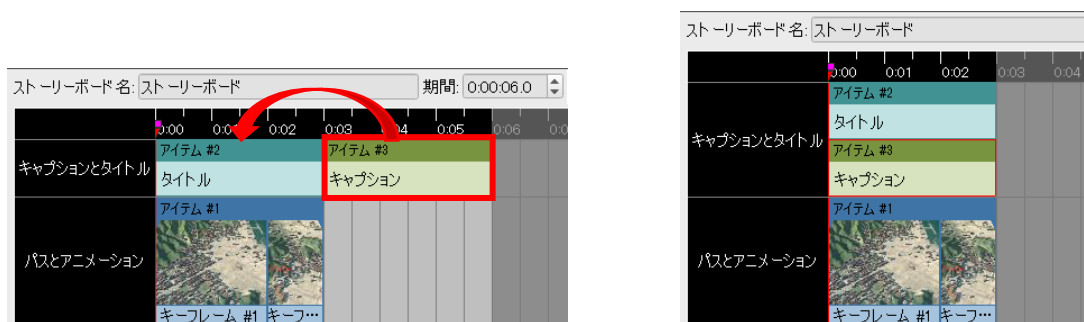 ストーリーボード名: ストーリーボード 期間: 0:00:06.0
0:00 0:02 0:03 0:05 0:06
アイテム #2 アイテム #3
キャプションとタイトル タイトル キャプション
アイテム #1
パスとアニメーション
キーフレーム #1 キーフ…
ストーリーボード名: ストーリーボード
0:00 0:01 0:02 0:03 0:04
アイテム #2
タイトル
キャプションとタイトル
アイテム #3
キャプション
アイテム #1
パスとアニメーション
キーフレーム #1 キーフ…